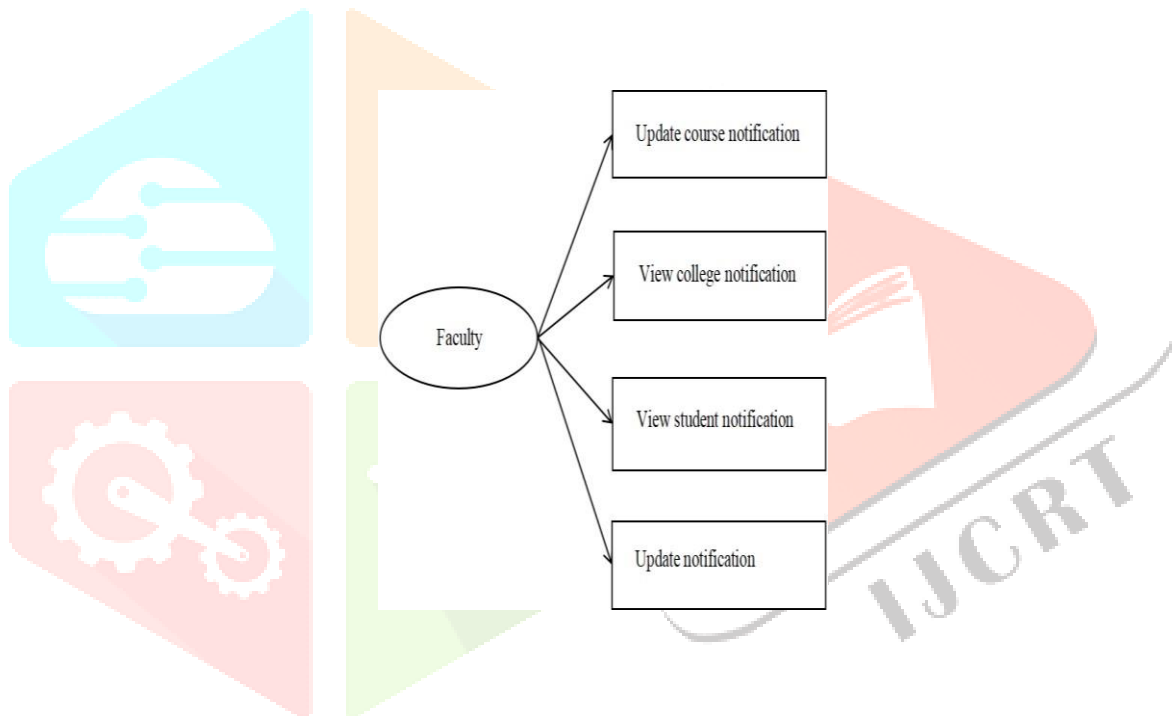 Update course notification
View college notification
Faculty
View student notification
Update notification
IJCRT